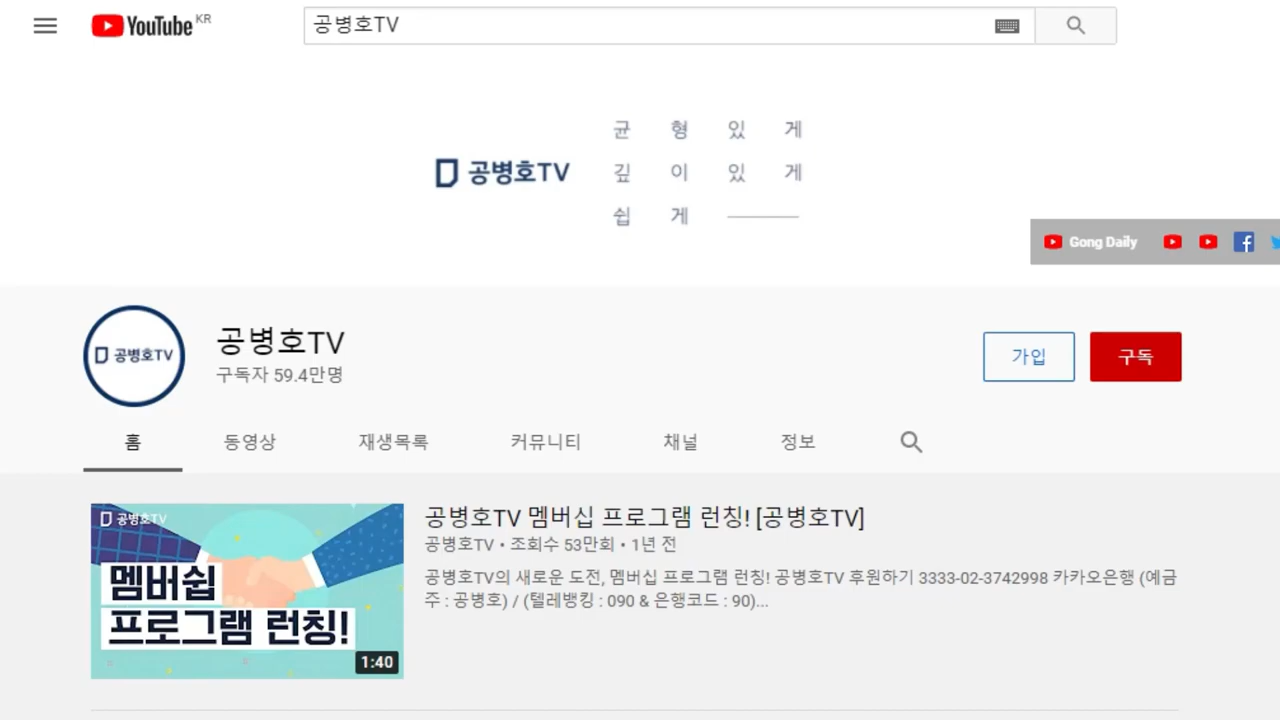 YouTube KR
공병호TV
균 형 있 게
공병호TV
깊 이 있 게
쉽 게
Gong Daily
공병호TV
공병호TV
구독자 59.4만명
가입
구독
홈
동영상
재생목록
커뮤니티
채널
정보
공병호TV
멤버쉽
프로그램 런칭!
1:40
공병호TV 멤버십 프로그램 런칭! [공병호TV]
공병호TV • 조회수 53만회 • 1년 전
공병호TV의 새로운 도전, 멤버십 프로그램 런칭! 공병호TV 후원하기 3333-02-3742998 카카오은행 (예금
주 : 공병호) / (텔레뱅킹 : 090 & 은행코드 : 90)...